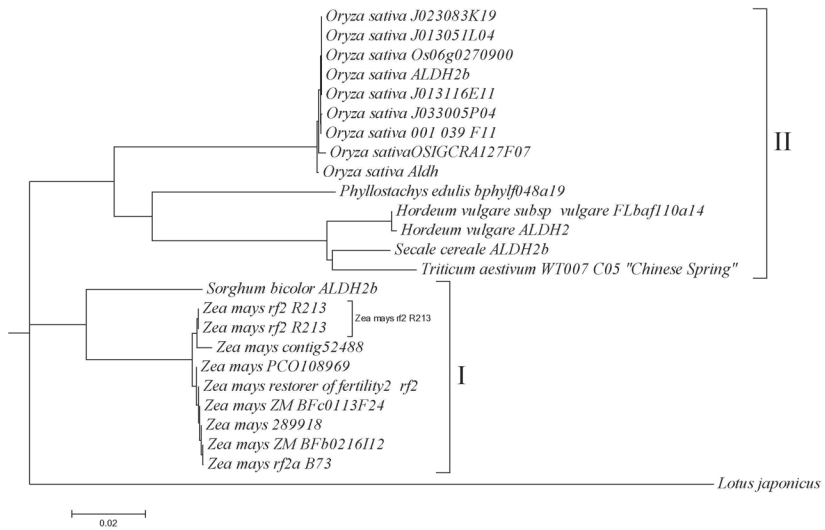 Oryza sativa J023083K19
Oryza sativa J013051L04
Oryza sativa Os06g0270900
Oryza sativa ALDH2b
Oryza sativa J013116E11
Oryza sativa J033005P04
Oryza sativa 001 039 F11
Oryza sativaOSIGCRA127F07
Oryza sativa Aldh
II
Phyllostachys edulis bphylf048a19
Hordeum vulgare subsp vulgare FLbaf110a14
Hordeum vulgare ALDH2
Secale cereale ALDH2b
Triticum aestivum WT007 C05 "Chinese Spring"
Sorghum bicolor ALDH2b
Zea mays rf2 R213
Zea mays rf2 R213
Zea mays rf2 R213
Zea mays contig52488
Zea mays PCO108969
I
Zea mays restorer of fertility2 rf2
Zea mays ZM BFc0113F24
Zea mays 289918
Zea mays ZM BFb0216I12
Zea mays rf2a B73
Lotus japonicus
0.02